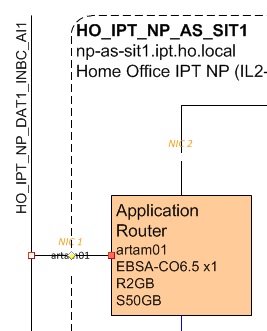 HO_IPT_NP_DAT1_INBC_AI1
HO_IPT_NP_AS_SIT1
np-as-sit1.ipt.ho.local
Home Office IPT NP (IL2-
NIC 2
NIC 1
artam01
Application
Router
artam01
EBSA-CO6.5 x1
R2GB
S50GB